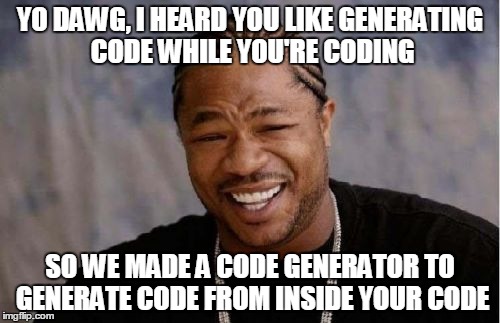 YO DAWG, I HEARD YOU LIKE GENERATING
CODE WHILE YOU'RE CODING
SO WE MADE A CODE GENERATOR TO
GENERATE CODE FROM INSIDE YOUR CODE
imgflip.com